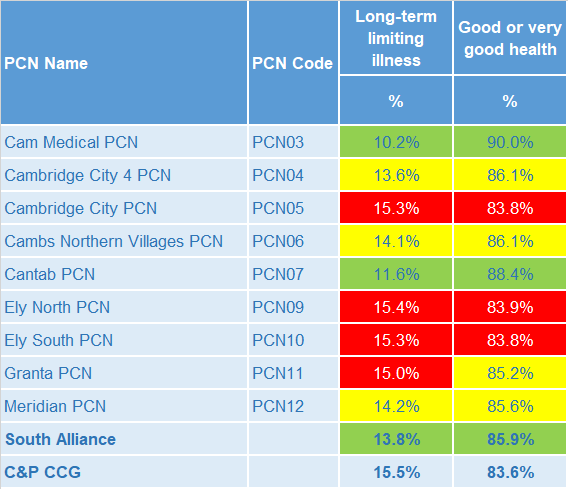 PCN Name PCN Code Long-term limiting illness Good or very good health
% %
Cam Medical PCN PCN03 10.2% 90.0%
Cambridge City 4 PCN PCN04 13.6% 86.1%
Cambridge City PCN PCN05 15.3% 83.8%
Cambs Northern Villages PCN PCN06 14.1% 86.1%
Cantab PCN PCN07 11.6% 88.4%
Ely North PCN PCN09 15.4% 83.9%
Ely South PCN PCN10 15.3% 83.8%
Granta PCN PCN11 15.0% 85.2%
Meridian PCN PCN12 14.2% 85.6%
South Alliance 13.8% 85.9%
C&P CCG 15.5% 83.6%